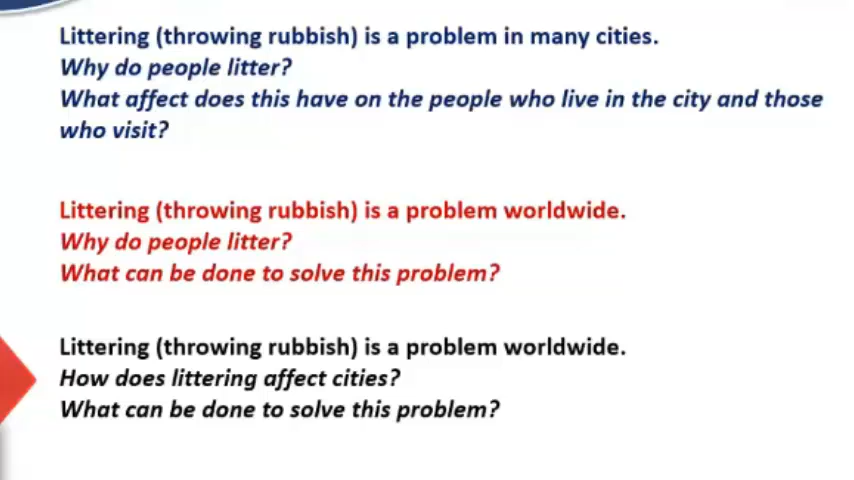 Littering (throwing rubbish) is a problem in many cities.
Why do people litter?
What affect does this have on the people who live in the city and those
who visit?
Littering (throwing rubbish) is a problem worldwide.
Why do people litter?
What can be done to solve this problem?
Littering (throwing rubbish) is a problem worldwide.
How does littering affect cities?
What can be done to solve this problem?